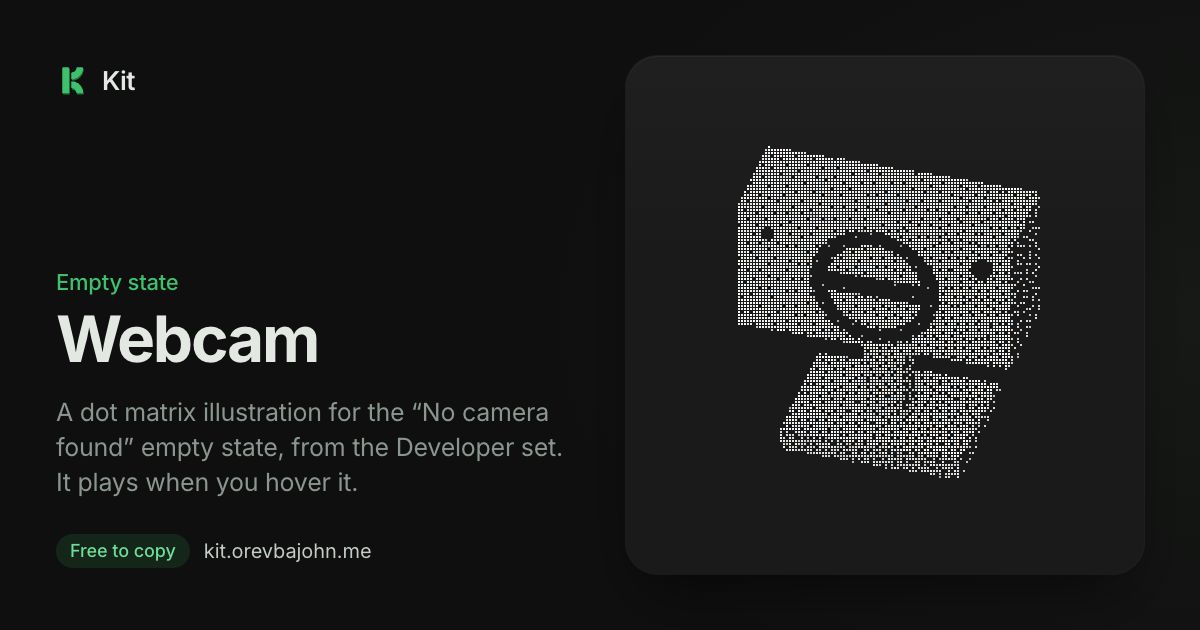 Kit
Empty state
Webcam
A dot matrix illustration for the “No camera
found” empty state, from the Developer set.
It plays when you hover it.
Free to copy
kit.orevbajohn.me